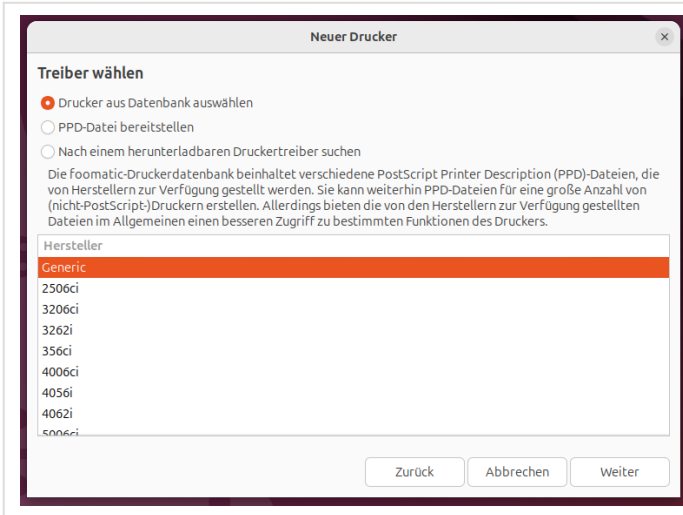 Neuer Drucker
Treiber wählen
Drucker aus Datenbank auswählen
PPD-Datei bereitstellen
Nach einem herunterladbaren Druckertreiber suchen
Die foomatic-Druckerdatenbank beinhaltet verschiedene PostScript Printer Description (PPD)-Dateien, die
von Herstellern zur Verfügung gestellt werden. Sie kann weiterhin PPD-Dateien für eine große Anzahl von
(nicht-PostScript-)Druckern erstellen. Allerdings bieten die von den Herstellern zur Verfügung gestellten
Dateien im Allgemeinen einen besseren Zugriff zu bestimmten Funktionen des Druckers.
Hersteller
Generic
2506ci
3206ci
3262i
356ci
4006ci
4056i
4062i
5006ci
Zurück
Abbrechen
Weiter